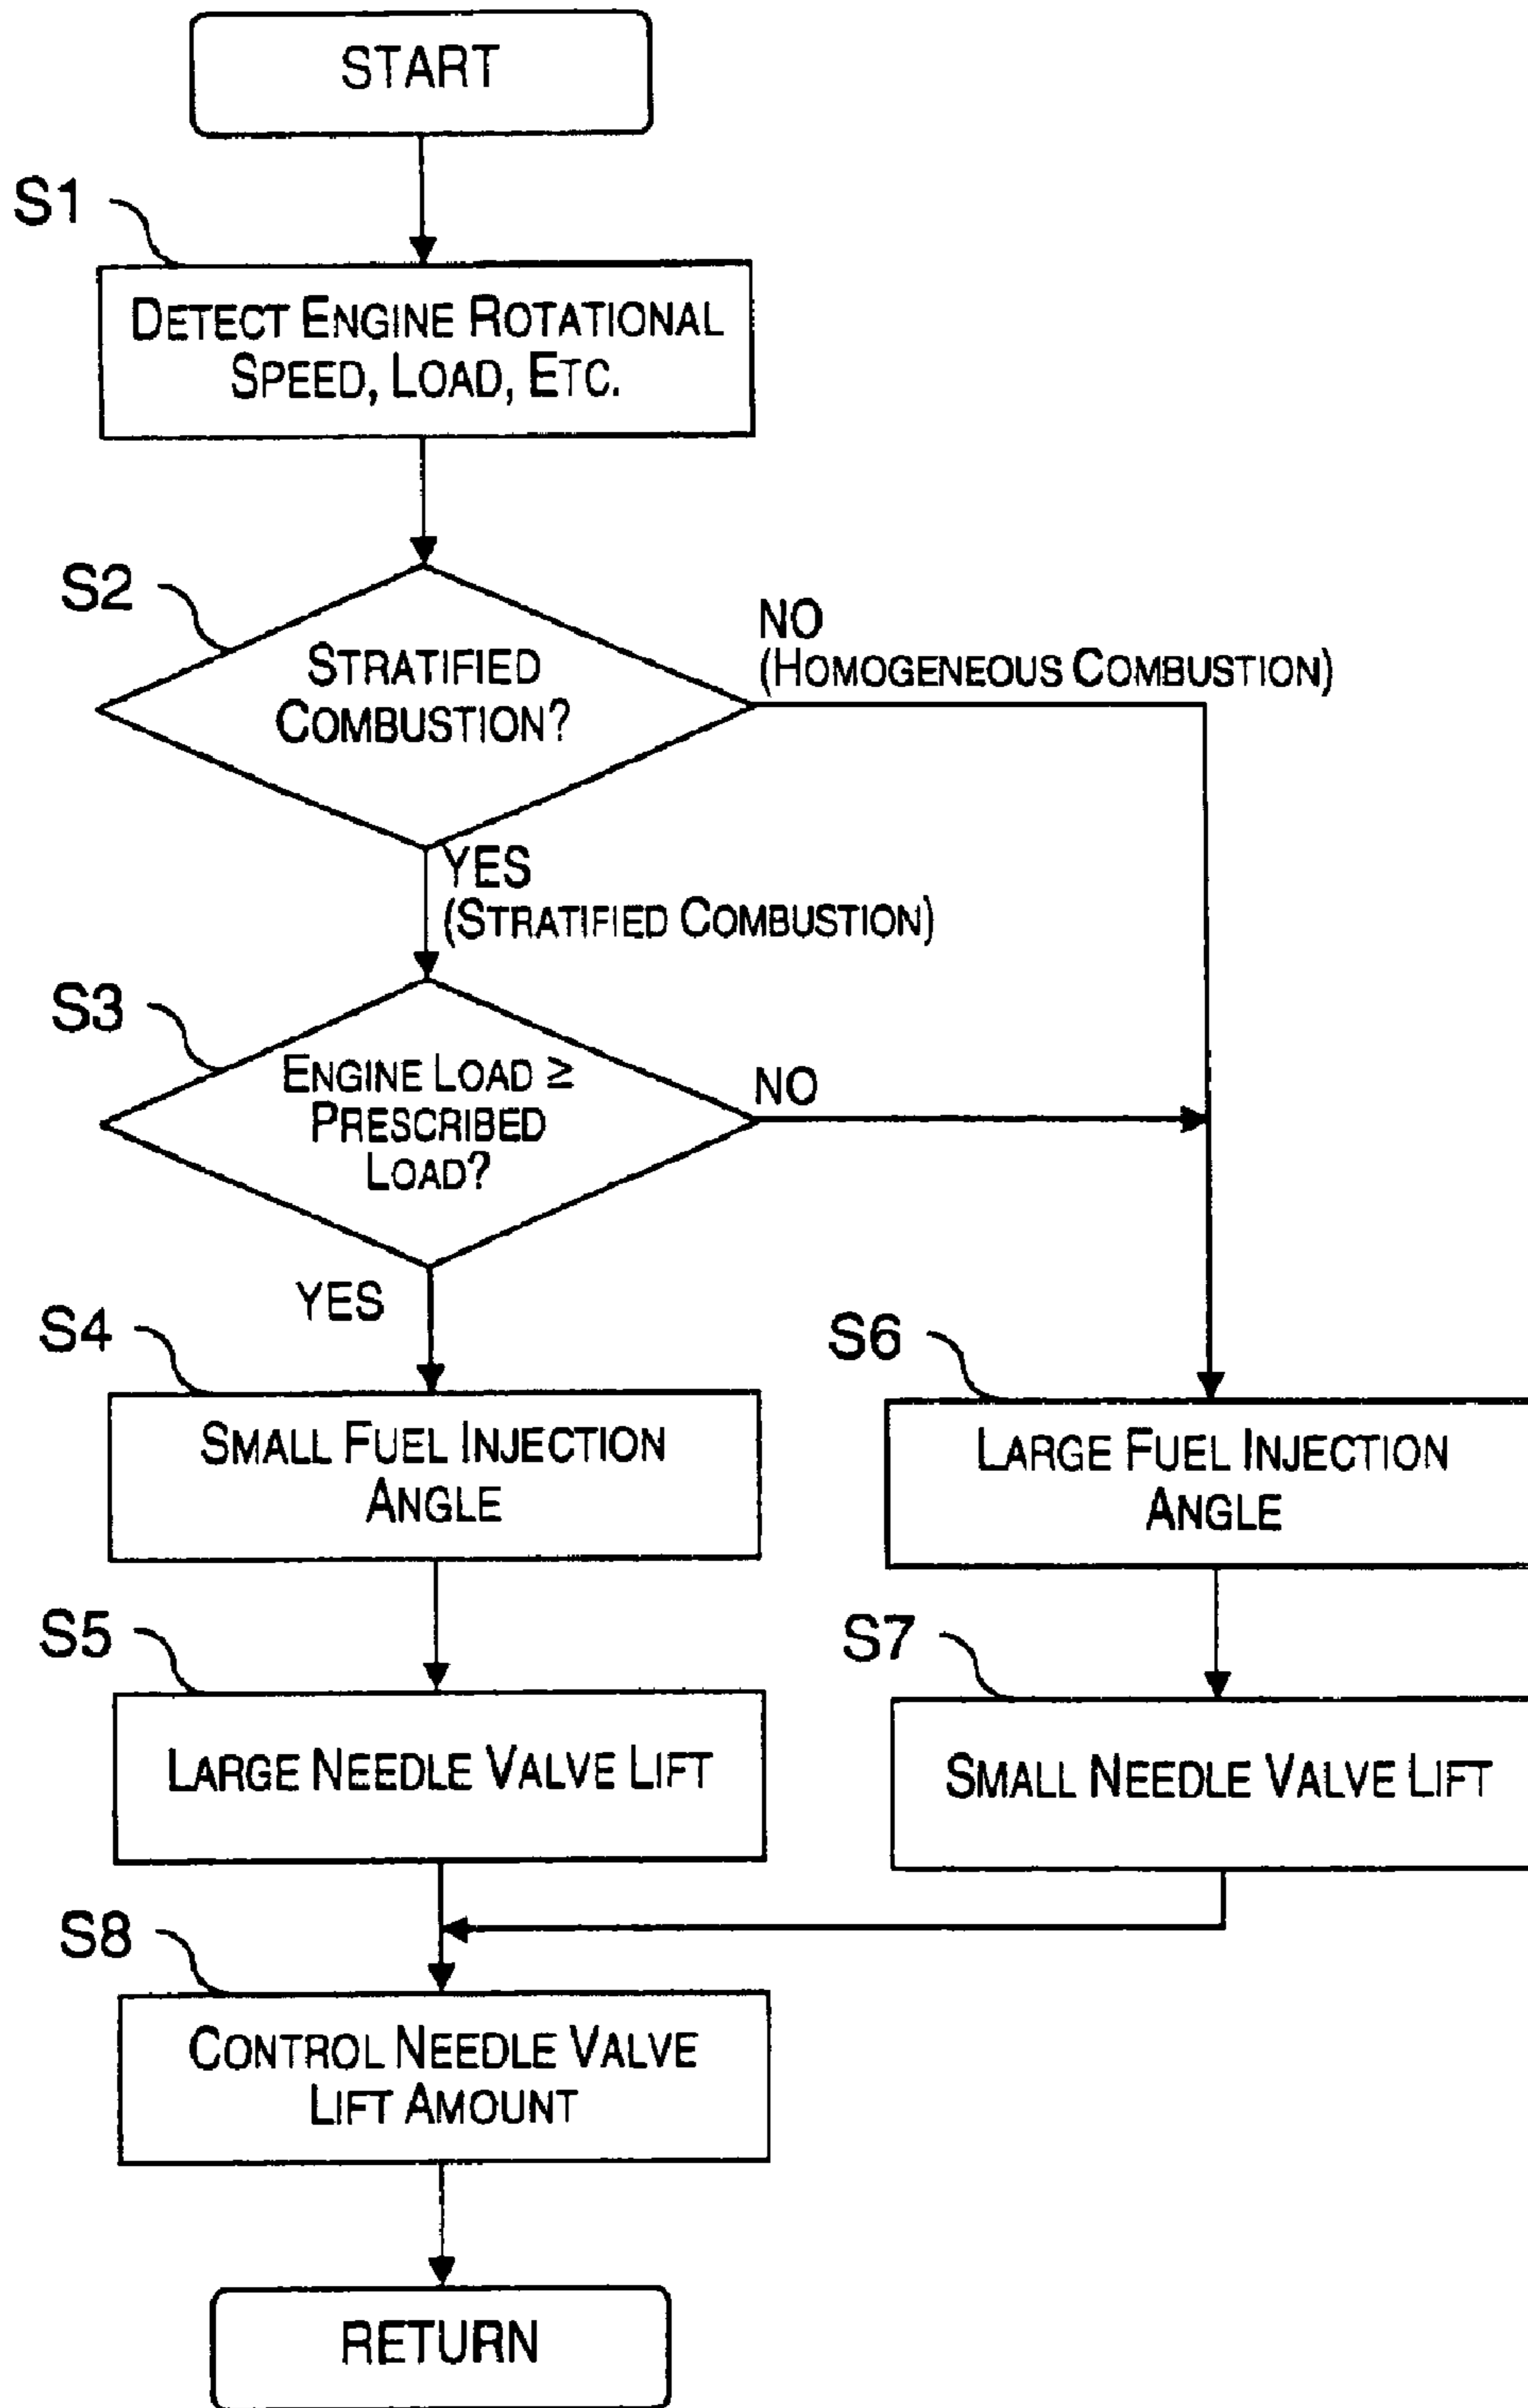 START
S1
DETECT ENGINE ROTATIONAL
SPEED, LOAD, ETC.
S2
STRATIFIED
COMBUSTION?
NO
(HOMOGENEOUS COMBUSTION)
YES
(STRATIFIED COMBUSTION)
S3
ENGINE LOAD ≥
PRESCRIBED
LOAD?
NO
YES
S4
SMALL FUEL INJECTION
ANGLE
S6
LARGE FUEL INJECTION
ANGLE
S5
LARGE NEEDLE VALVE LIFT
S7
SMALL NEEDLE VALVE LIFT
S8
CONTROL NEEDLE VALVE
LIFT AMOUNT
RETURN